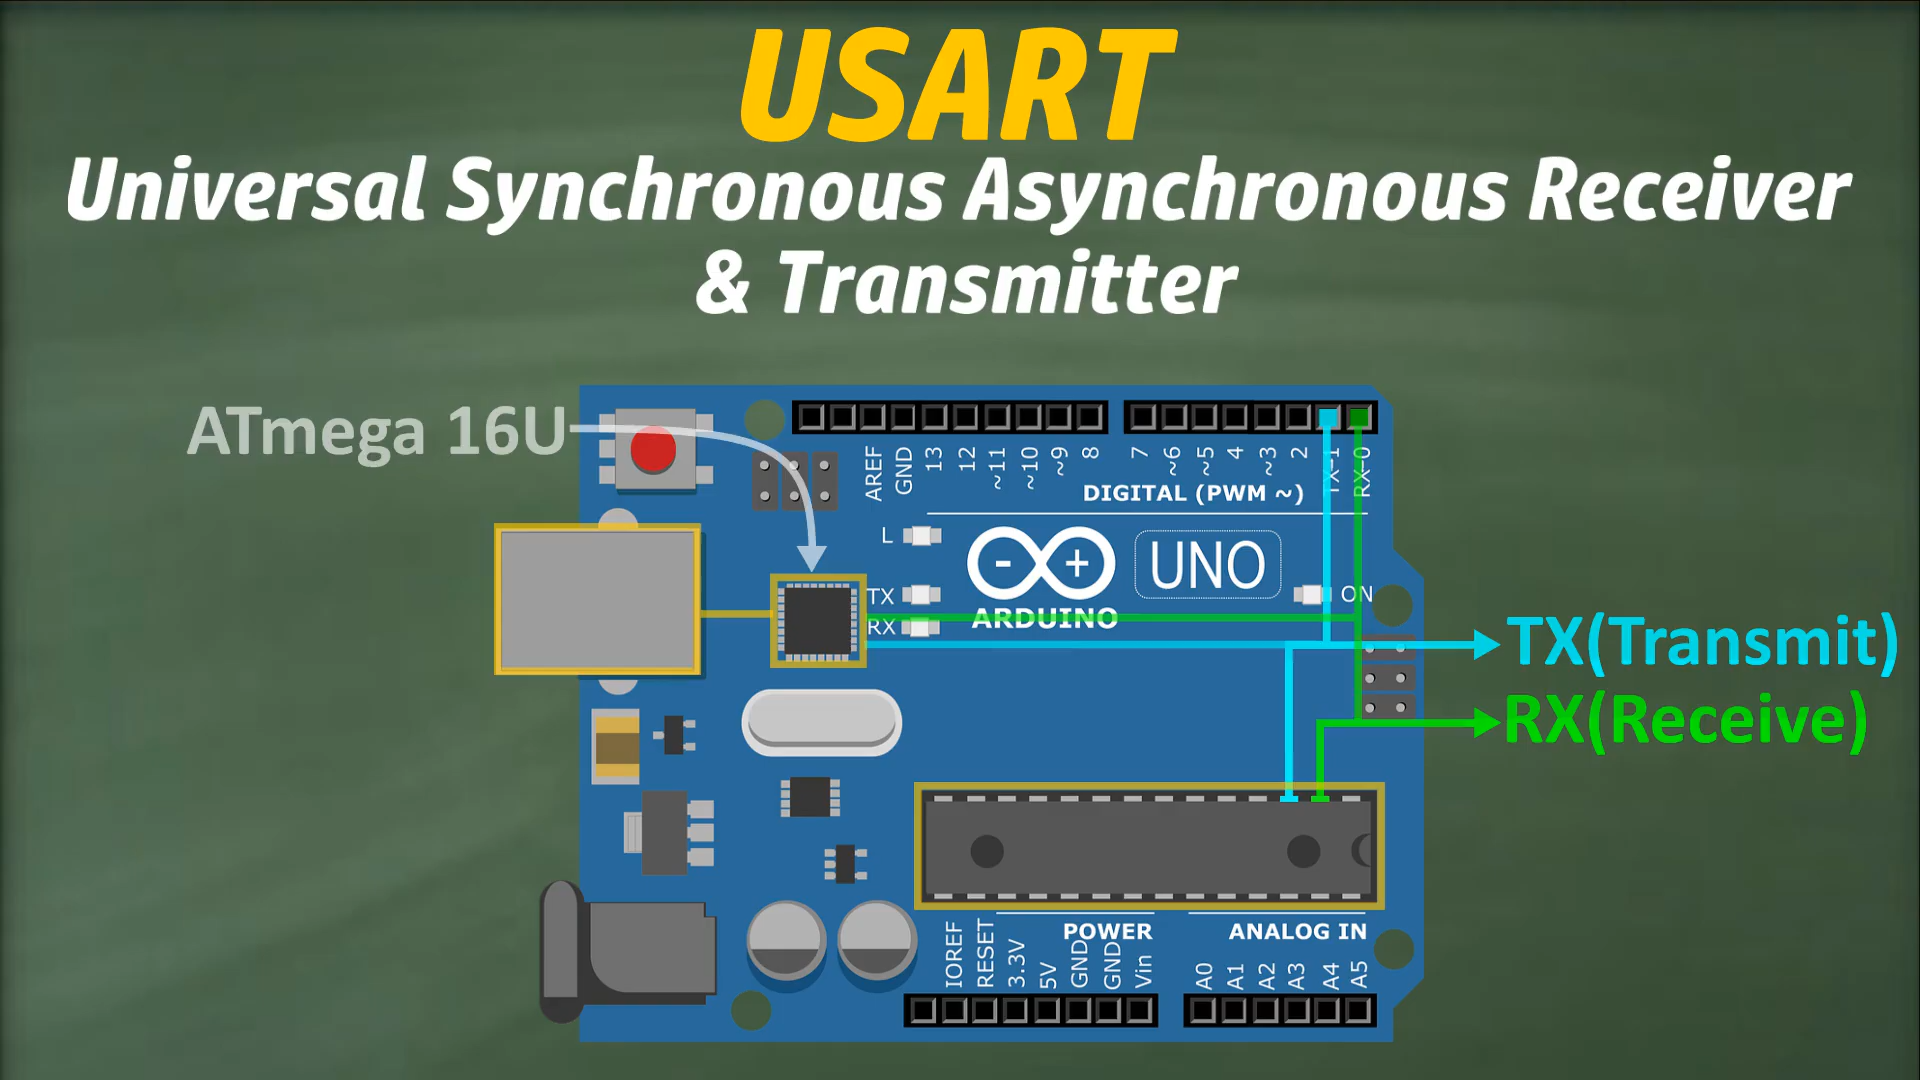 USART
Universal Synchronous Asynchronous Receiver
& Transmitter
ATmega 16U
AREF
GND
13
12
~11
~10
~9
8
7
~6
~5
4
~3
2
TX-1
RX-0
DIGITAL (PWM ~)
L
TX
RX
- +
UNO
ARDUINO
ON
TX(Transmit)
RX(Receive)
POWER
ANALOG IN
IOREF
RESET
3.3V
5V
GND
GND
Vin
A0
A1
A2
A3
A4
A5